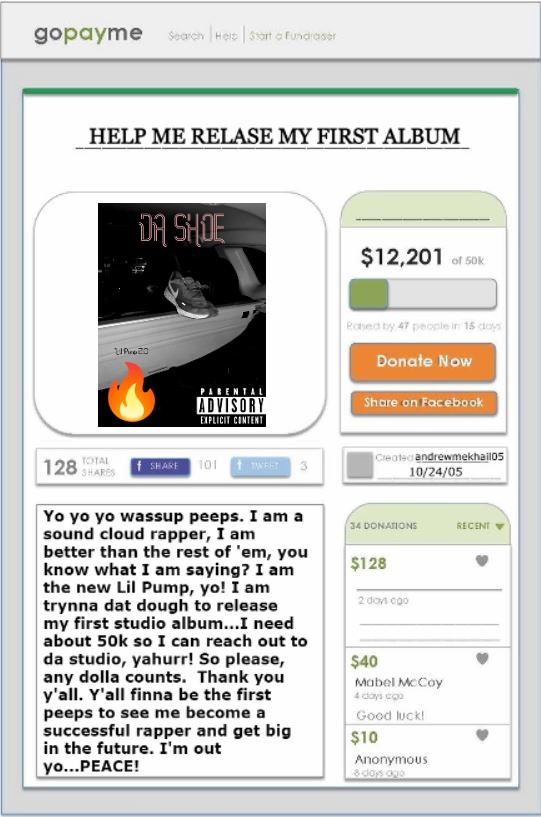 gopayme
Search Help Start a Fundraiser
HELP ME RELASE MY FIRST ALBUM
DA SHOE
Lil Pump 2.0
PARENTAL
ADVISORY
EXPLICIT CONTENT
$12,201 of 50k
Raised by 47 people in 15 days
Donate Now
Share on Facebook
128 TOTAL
SHARES
f SHARE 101 TWEET 3
Created andrewmekhail05
10/24/05
Yo yo yo wassup peeps. I am a
sound cloud rapper, I am
better than the rest of 'em, you
know what I am saying? I am
the new Lil Pump, yo! I am
trynna dat dough to release
my first studio album...I need
about 50k so I can reach out to
da studio, yahurr! So please,
any dolla counts. Thank you
y'all. Y'all finna be the first
peeps to see me become a
successful rapper and get big
in the future. I'm out
yo...PEACE!
34 DONATIONS RECENT
$128
2 days ago
$40
Mabel McCoy
4 days ago
Good luck!
$10
Anonymous
8 days ago